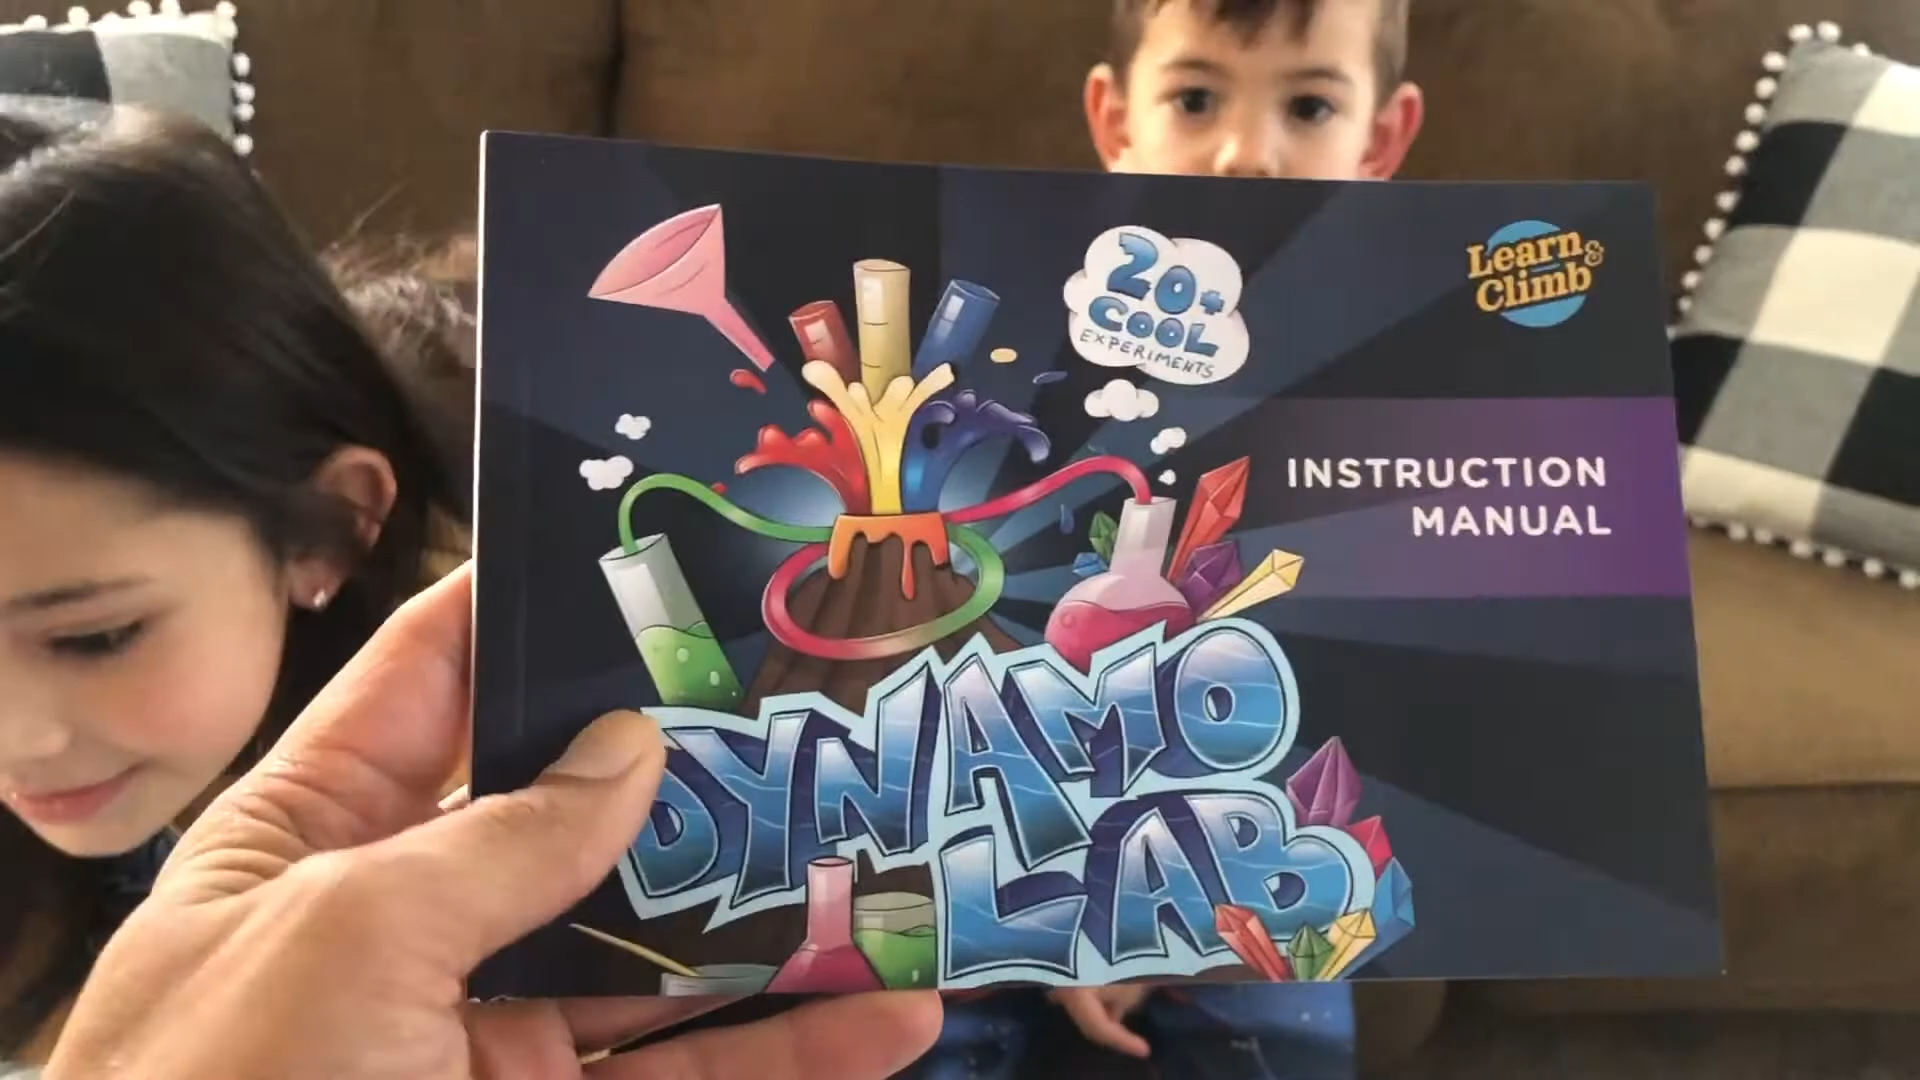 20+
COOL
EXPERIMENTS
Learn &
Climb
INSTRUCTION
MANUAL
DYNAMO
LAB